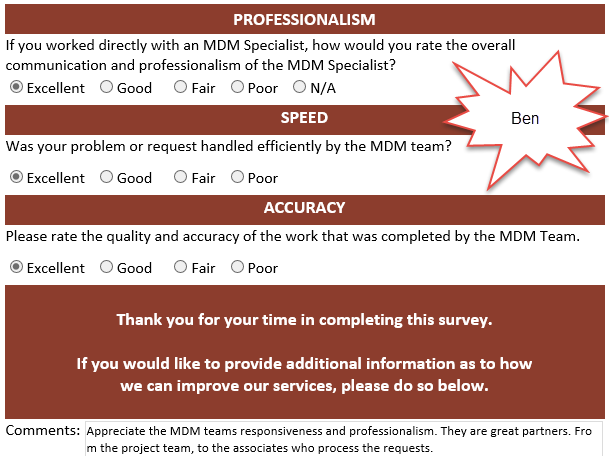 PROFESSIONALISM
If you worked directly with an MDM Specialist, how would you rate the overall
communication and professionalism of the MDM Specialist?
Excellent Good Fair Poor N/A
Ben
SPEED
Was your problem or request handled efficiently by the MDM team?
Excellent Good Fair Poor
ACCURACY
Please rate the quality and accuracy of the work that was completed by the MDM Team.
Excellent Good Fair Poor
Thank you for your time in completing this survey.
If you would like to provide additional information as to how
we can improve our services, please do so below.
Comments: Appreciate the MDM teams responsiveness and professionalism. They are great partners. Fro
m the project team, to the associates who process the requests.